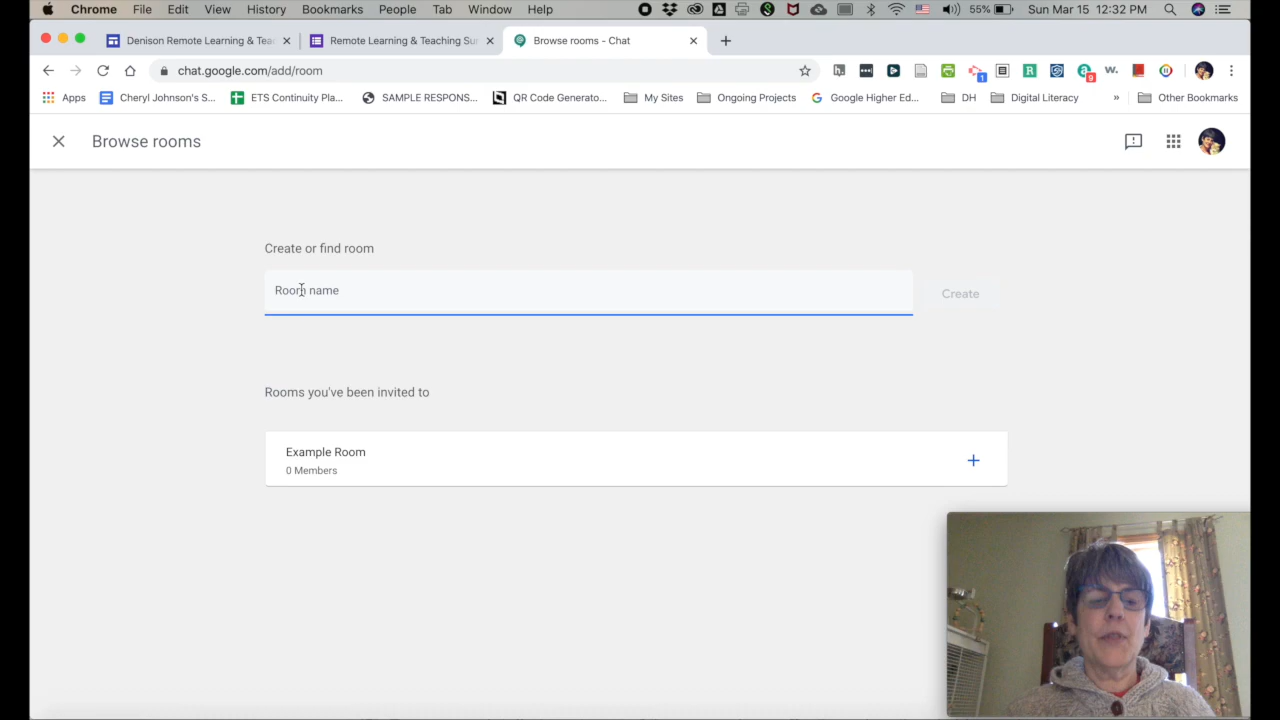 Chrome File Edit View History Bookmarks People Tab Window Help 55% Sun Mar 15 12:32 PM
Denison Remote Learning & Tea Remote Learning & Teaching Sur Browse rooms - Chat
chat.google.com/add/room 1 R a 9 w.
Apps Cheryl Johnson's S... ETS Continuity Pla... SAMPLE RESPONS... QR Code Generato... My Sites Ongoing Projects Google Higher Ed... DH Digital Literacy » Other Bookmarks
Browse rooms
Create or find room
Room name
Create
Rooms you've been invited to
Example Room
0 Members